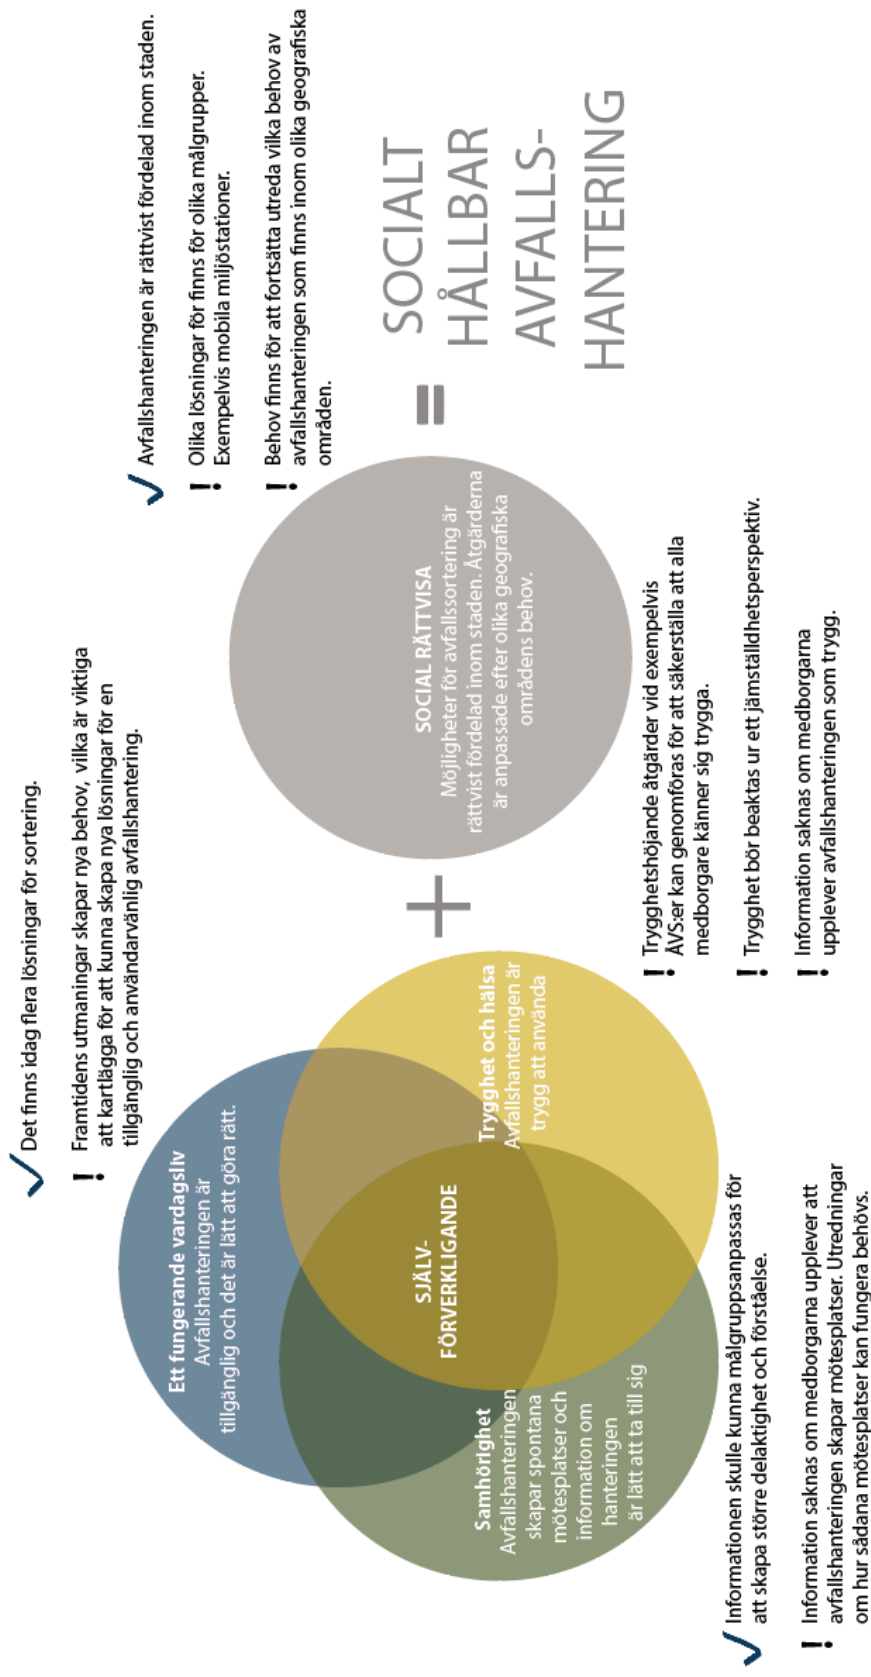 Det finns idag flera lösningar för sortering.
! Framtidens utmaningar skapar nya behov, vilka är viktiga
att kartlägga för att kunna skapa nya lösningar för en
tillgänglig och användarvänlig avfallshantering.
Avfallshanteringen är rättvist fördelad inom staden.
! Olika lösningar för finns för olika målgrupper.
Exempelvis mobila miljöstationer.
! Behov finns för att fortsätta utreda vilka behov av
avfallshanteringen som finns inom olika geografiska
områden.
Ett fungerande vardagsliv
Avfallshanteringen är
tillgänglig och det är lätt att göra rätt.
SJÄLV-
FÖRVERKLIGANDE
Samhörighet
Avfallshanteringen
skapar spontana
mötesplatser och
information om
hanteringen
är lätt att ta till sig
Trygghet och hälsa
Avfallshanteringen är
trygg att använda
+
SOCIAL RÄTTVISA
Möjligheter för avfallssortering är
rättvist fördelad inom staden. Åtgärderna
är anpassade efter olika geografiska
områdens behov.
=
SOCIALT
HÅLLBAR
AVFALLS-
HANTERING
Informationen skulle kunna målgruppsanpassas för
att skapa större delaktighet och förståelse.
! Information saknas om medborgarna upplever att
avfallshanteringen skapar mötesplatser. Utredningar
om hur sådana mötesplatser kan fungera behövs.
! Trygghetshöjande åtgärder vid exempelvis
ÅVS:er kan genomföras för att säkerställa att alla
medborgare känner sig trygga.
! Trygghet bör beaktas ur ett jämställdhetsperspektiv.
! Information saknas om medborgarna
upplever avfallshanteringen som trygg.